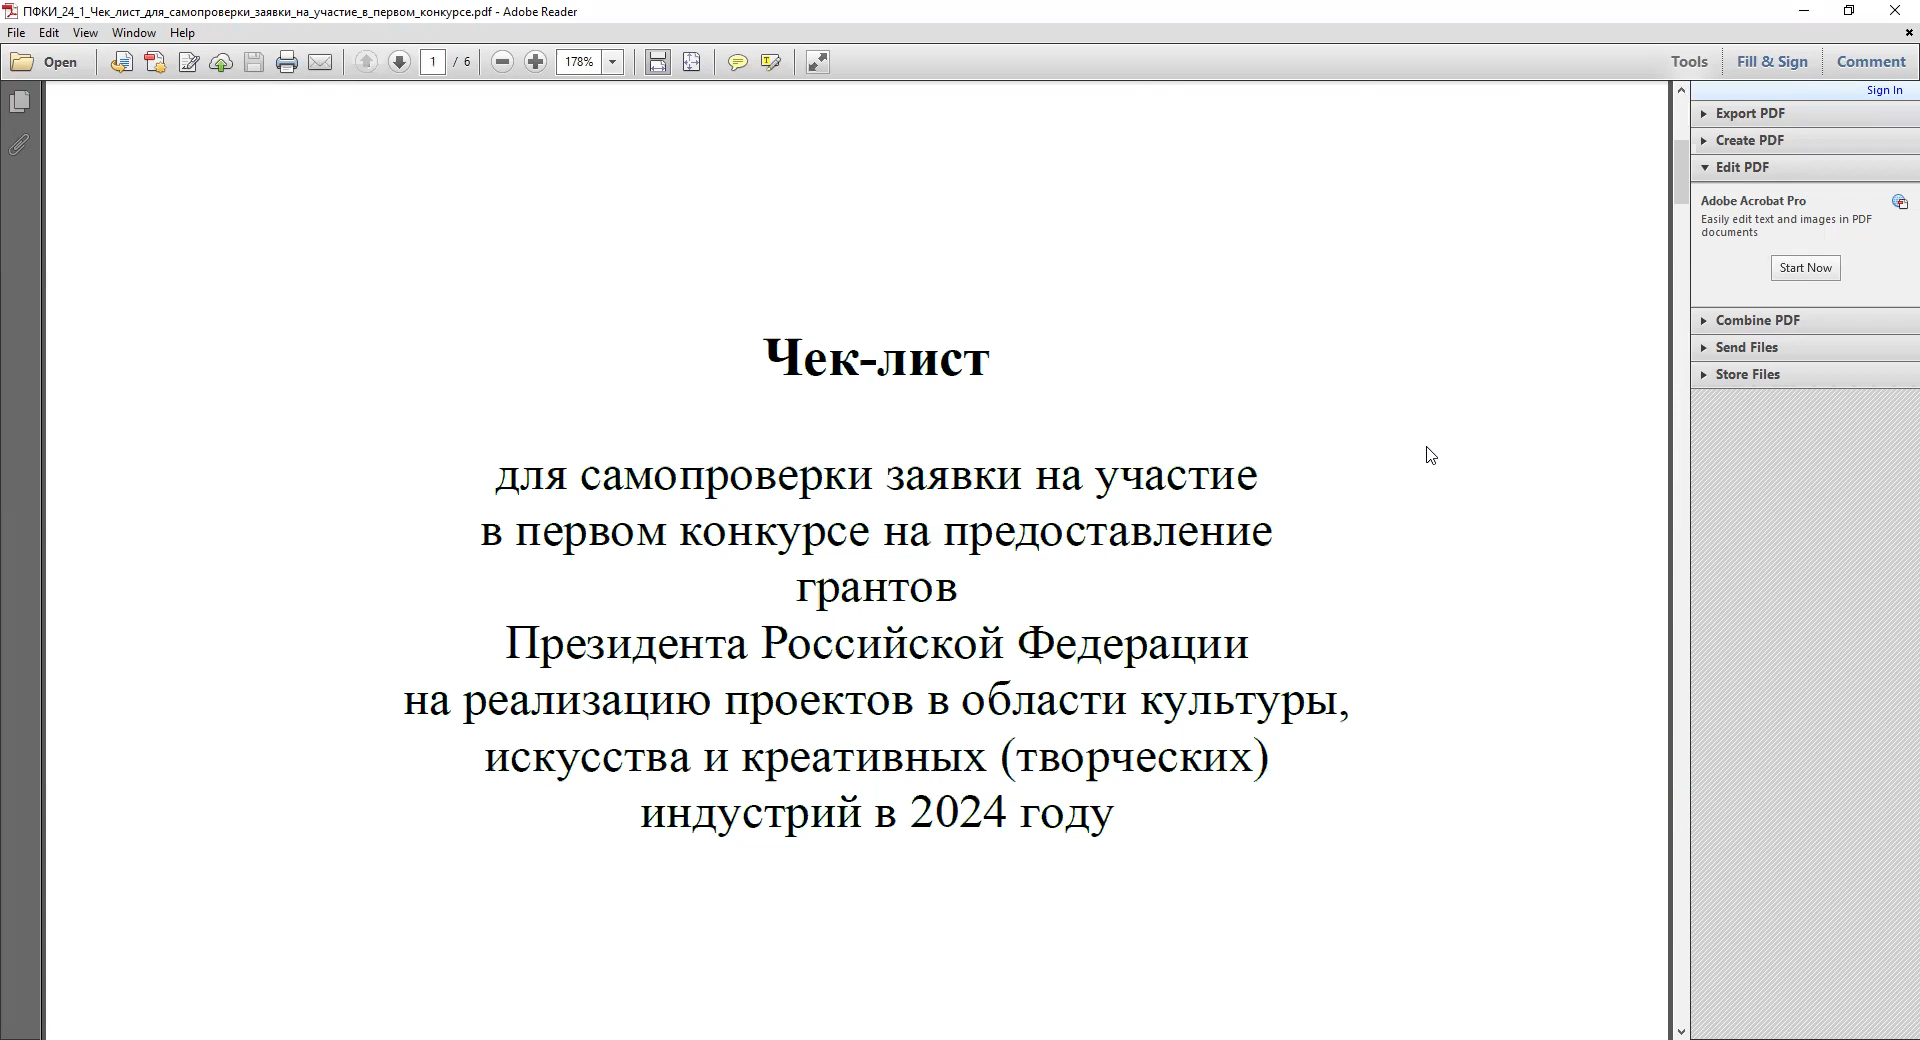 ПФКИ_24_1_Чек_лист_для_самопроверки_заявки_на_участие_в_первом_конкурсе.pdf - Adobe Reader
File Edit View Window Help
Open 1 / 6 178% Tools Fill & Sign Comment
Sign In
Export PDF
Create PDF
Edit PDF
Adobe Acrobat Pro
Easily edit text and images in PDF
documents
Start Now
Combine PDF
Send Files
Store Files
Чек-лист
для самопроверки заявки на участие
в первом конкурсе на предоставление
грантов
Президента Российской Федерации
на реализацию проектов в области культуры,
искусства и креативных (творческих)
индустрий в 2024 году